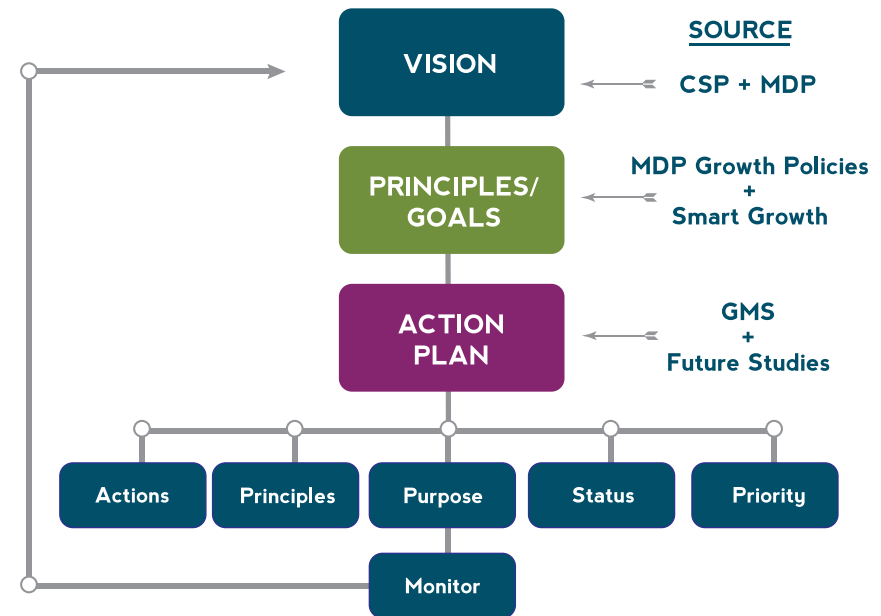 SOURCE
VISION
CSP + MDP
PRINCIPLES/
GOALS
MDP Growth Policies
+
Smart Growth
ACTION
PLAN
GMS
+
Future Studies
Actions
Principles
Purpose
Status
Priority
Monitor